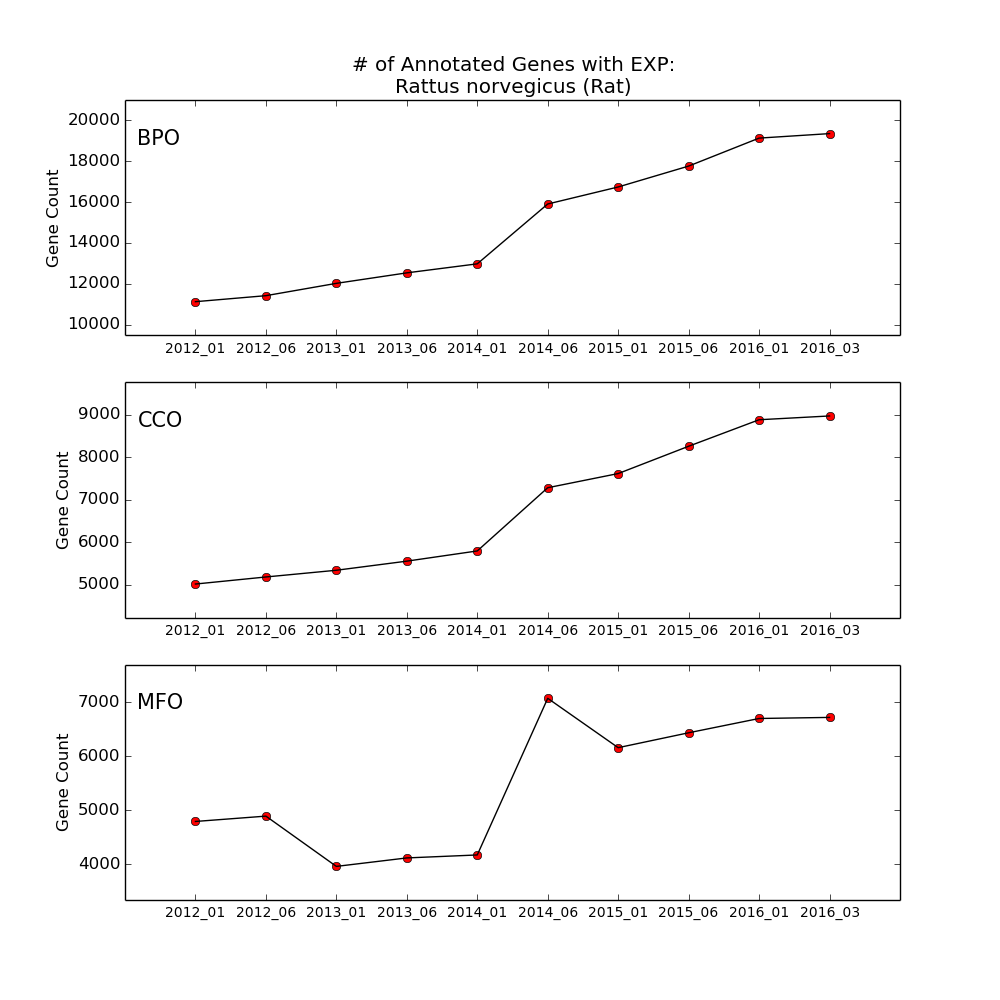 # of Annotated Genes with EXP:
Rattus norvegicus (Rat)
BPO
Gene Count
20000
18000
16000
14000
12000
10000
2012_01 2012_06 2013_01 2013_06 2014_01 2014_06 2015_01 2015_06 2016_01 2016_03
CCO
Gene Count
9000
8000
7000
6000
5000
2012_01 2012_06 2013_01 2013_06 2014_01 2014_06 2015_01 2015_06 2016_01 2016_03
MFO
Gene Count
7000
6000
5000
4000
2012_01 2012_06 2013_01 2013_06 2014_01 2014_06 2015_01 2015_06 2016_01 2016_03